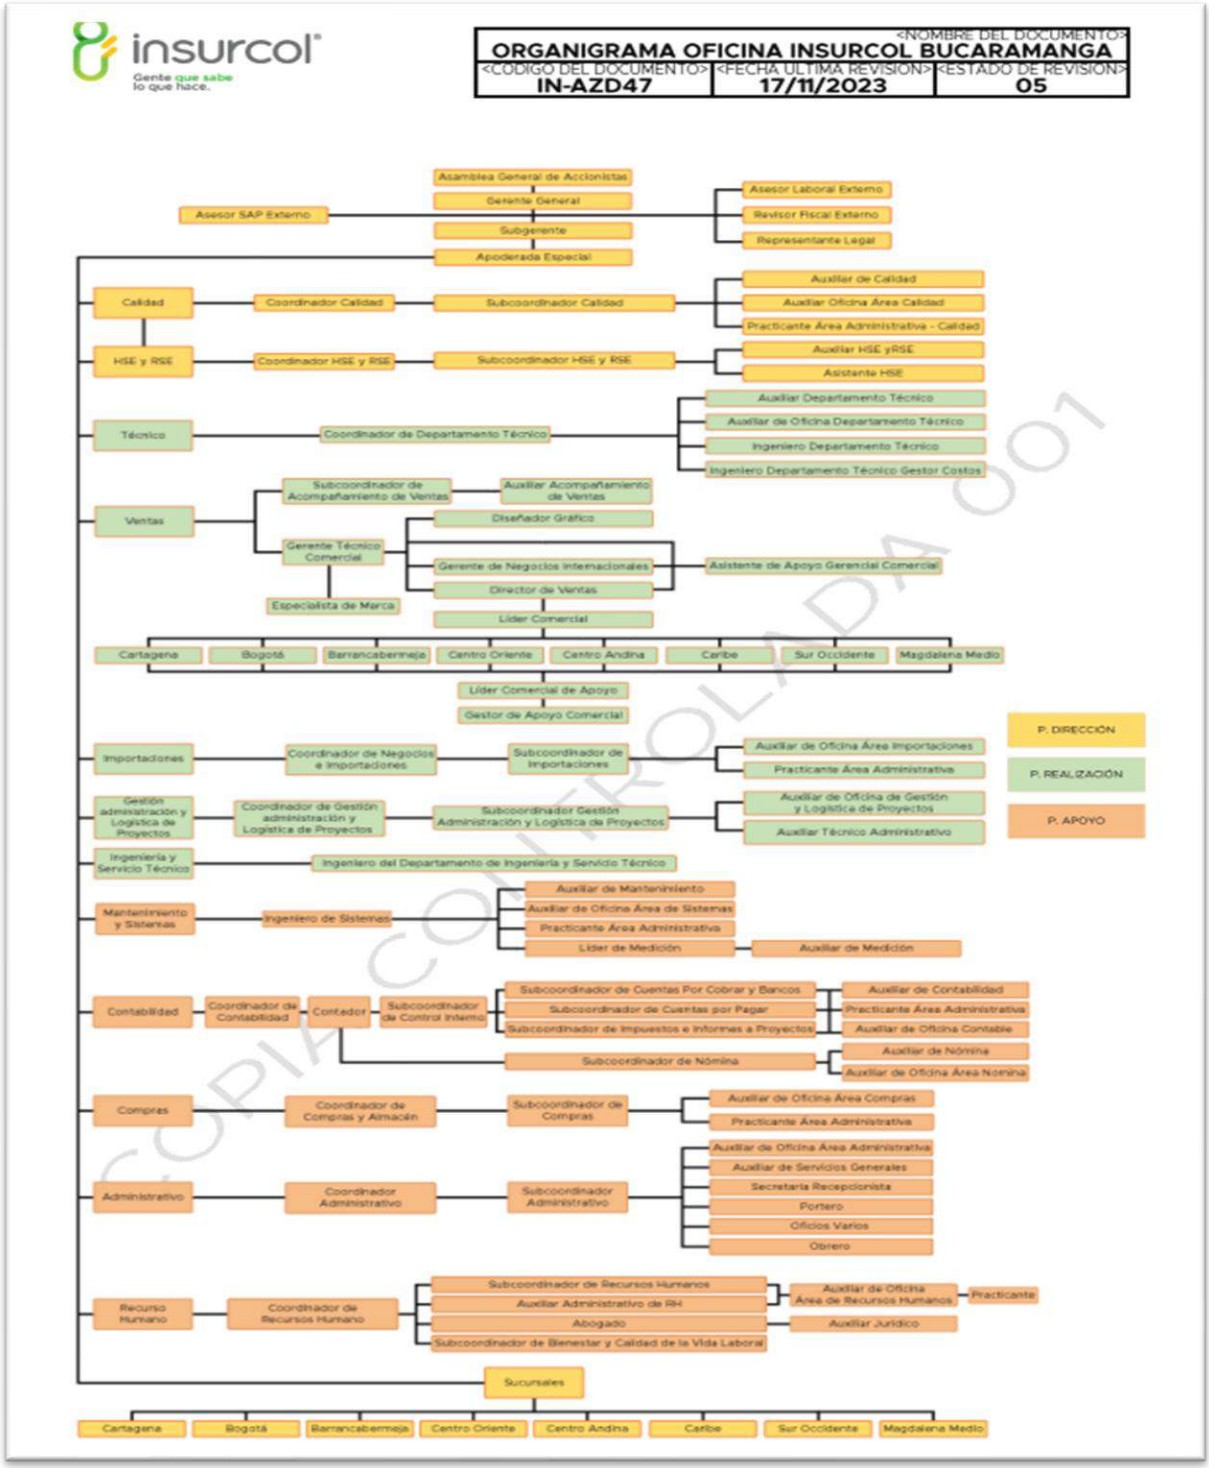 insurcol
Gente que sabe
lo que hace.
<NOMBRE DEL DOCUMENTO>
ORGANIGRAMA OFICINA INSURCOL BUCARAMANGA
<CÓDIGO DEL DOCUMENTO> <FECHA ULTIMA REVISIÓN> <ESTADO DE REVISIÓN>
IN-AZD47 17/11/2023 05
Asamblea General de Accionistas
Gerente General
Asesor SAP Externo
Subgerente
Apoderada Especial
Asesor Laboral Externo
Revisor Fiscal Externo
Representante Legal
Calidad
Coordinador Calidad
Subcoordinador Calidad
Auxiliar de Calidad
Auxiliar Oficina Área Calidad
Practicante Área Administrativa - Calidad
HSE y RSE
Coordinador HSE y RSE
Subcoordinador HSE y RSE
Auxiliar HSE yRSE
Asistente HSE
Técnico
Coordinador de Departamento Técnico
Auxiliar Departamento Técnico
Auxiliar de Oficina Departamento Técnico
Ingeniero Departamento Técnico
Ingeniero Departamento Técnico Gestor Costos
Ventas
Subcoordinador de
Acompañamiento de Ventas
Auxiliar Acompañamiento
de Ventas
Gerente Técnico
Comercial
Especialista de Marca
Diseñador Gráfico
Gerente de Negocios Internacionales
Director de Ventas
Asistente de Apoyo Gerencial Comercial
Líder Comercial
Cartagena
Bogotá
Barrancabermeja
Centro Oriente
Centro Andina
Caribe
Sur Occidente
Magdalena Medio
Líder Comercial de Apoyo
Gestor de Apoyo Comercial
P. DIRECCIÓN
P. REALIZACIÓN
P. APOYO
Importaciones
Coordinador de Negocios
e Importaciones
Subcoordinador de
Importaciones
Auxiliar de Oficina Área Importaciones
Practicante Área Administrativa
Gestión
administración y
Logística de
Proyectos
Coordinador de Gestión
administración y
Logística de Proyectos
Subcoordinador Gestión
Administración y Logística de Proyectos
Auxiliar de Oficina de Gestión
y Logística de Proyectos
Auxiliar Técnico Administrativo
Ingeniería y
Servicio Técnico
Ingeniero del Departamento de Ingeniería y Servicio Técnico
Mantenimiento
y Sistemas
Ingeniero de Sistemas
Auxiliar de Mantenimiento
Auxiliar de Oficina Área de Sistemas
Practicante Área Administrativa
Líder de Medición
Auxiliar de Medición
Contabilidad
Coordinador de
Contabilidad
Contador
Subcoordinador
de Control Interno
Subcoordinador de Cuentas Por Cobrar y Bancos
Subcoordinador de Cuentas por Pagar
Subcoordinador de Impuestos e Informes a Proyectos
Auxiliar de Contabilidad
Practicante Área Administrativa
Auxiliar de Oficina Contable
Subcoordinador de Nómina
Auxiliar de Nómina
Auxiliar de Oficina Área Nomina
Compras
Coordinador de
Compras y Almacén
Subcoordinador de
Compras
Auxiliar de Oficina Área Compras
Practicante Área Administrativa
Administrativo
Coordinador
Administrativo
Subcoordinador
Administrativo
Auxiliar de Oficina Área Administrativa
Auxiliar de Servicios Generales
Secretaria Recepcionista
Portero
Oficios Varios
Obrero
Recurso
Humano
Coordinador de
Recursos Humano
Subcoordinador de Recursos Humanos
Auxiliar Administrativo de RH
Abogado
Subcoordinador de Bienestar y Calidad de la Vida Laboral
Auxiliar de Oficina
Área de Recursos Humanos
Practicante
Auxiliar Jurídico
Sucursales
Cartagena
Bogotá
Barrancabermeja
Centro Oriente
Centro Andina
Caribe
Sur Occidente
Magdalena Medio
COPIA CONTROLADA 001